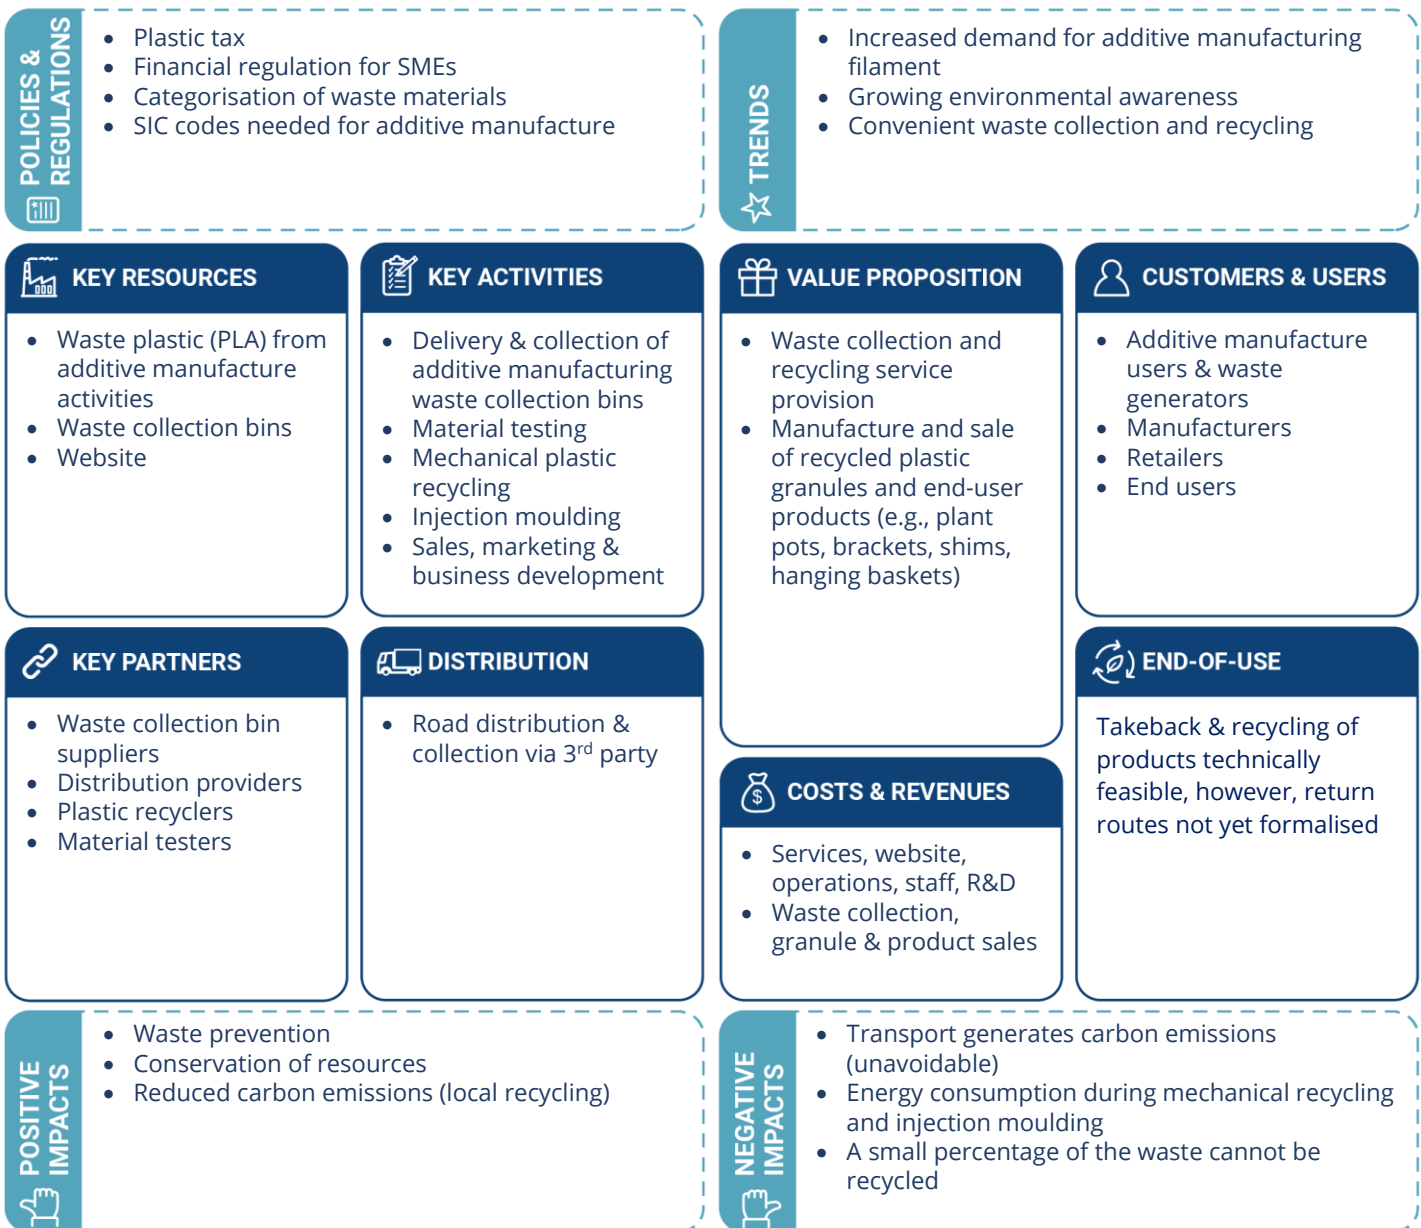 POLICIES &
REGULATIONS
• Plastic tax
• Financial regulation for SMEs
• Categorisation of waste materials
• SIC codes needed for additive manufacture
TRENDS
• Increased demand for additive manufacturing
filament
• Growing environmental awareness
• Convenient waste collection and recycling
KEY RESOURCES
• Waste plastic (PLA) from
additive manufacture
activities
• Waste collection bins
• Website
KEY ACTIVITIES
• Delivery & collection of
additive manufacturing
waste collection bins
• Material testing
• Mechanical plastic
recycling
• Injection moulding
• Sales, marketing &
business development
VALUE PROPOSITION
• Waste collection and
recycling service
provision
• Manufacture and sale
of recycled plastic
granules and end-user
products (e.g., plant
pots, brackets, shims,
hanging baskets)
CUSTOMERS & USERS
• Additive manufacture
users & waste
generators
• Manufacturers
• Retailers
• End users
KEY PARTNERS
• Waste collection bin
suppliers
• Distribution providers
• Plastic recyclers
• Material testers
DISTRIBUTION
• Road distribution &
collection via 3rd party
COSTS & REVENUES
• Services, website,
operations, staff, R&D
• Waste collection,
granule & product sales
END-OF-USE
Takeback & recycling of
products technically
feasible, however, return
routes not yet formalised
POSITIVE
IMPACTS
• Waste prevention
• Conservation of resources
• Reduced carbon emissions (local recycling)
NEGATIVE
IMPACTS
• Transport generates carbon emissions
(unavoidable)
• Energy consumption during mechanical recycling
and injection moulding
• A small percentage of the waste cannot be
recycled